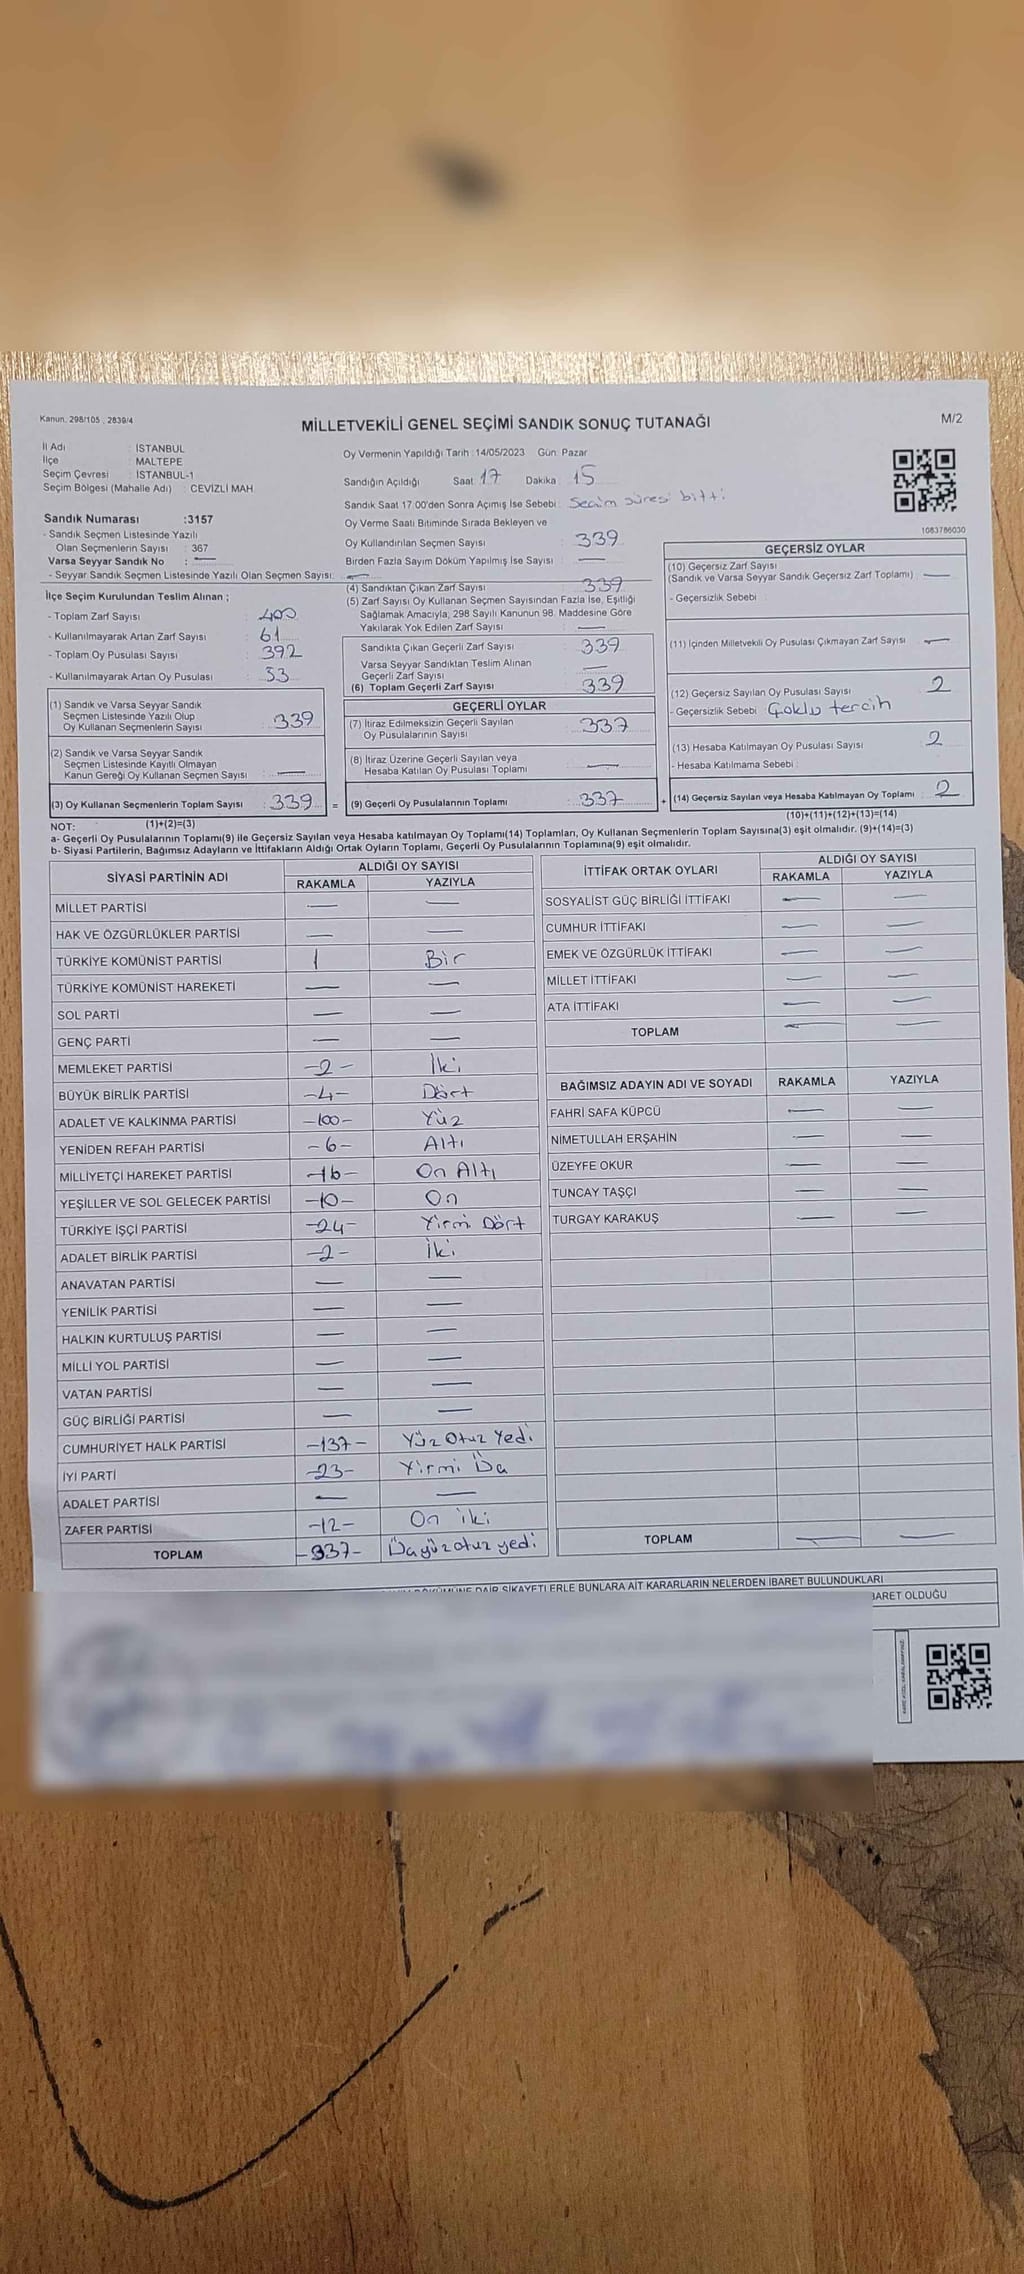 Kanun, 298/105 , 2839/4
MİLLETVEKİLİ GENEL SEÇİMİ SANDIK SONUÇ TUTANAĞI
M/2
İl Adı : İSTANBUL
İlçe : MALTEPE
Seçim Çevresi : İSTANBUL-1
Seçim Bölgesi (Mahalle Adı) : CEVİZLİ MAH.
Oy Vermenin Yapıldığı Tarih :14/05/2023 Gün: Pazar
Sandığın Açıldığı Saat: 17 Dakika : 15
Sandık Saat 17:00'den Sonra Açımış İse Sebebi : Seçim süresi bitti
Sandık Numarası :3157
- Sandık Seçmen Listesinde Yazılı
Olan Seçmenlerin Sayısı : 367
Varsa Seyyar Sandık No : —
- Seyyar Sandık Seçmen Listesinde Yazılı Olan Seçmen Sayısı: —
Oy Verme Saati Bitiminde Sırada Bekleyen ve
Oy Kullandırılan Seçmen Sayısı : 339
Birden Fazla Sayım Döküm Yapılmış İse Sayısı : —
1083786030
İlçe Seçim Kurulundan Teslim Alınan ;
- Toplam Zarf Sayısı : 400
- Kullanılmayarak Artan Zarf Sayısı : 61
- Toplam Oy Pusulası Sayısı : 392
- Kullanılmayarak Artan Oy Pusulası : 53
(4) Sandıktan Çıkan Zarf Sayısı : 339
(5) Zarf Sayısı Oy Kullanan Seçmen Sayısından Fazla İse, Eşitliği
Sağlamak Amacıyla, 298 Sayılı Kanunun 98. Maddesine Göre
Yakılarak Yok Edilen Zarf Sayısı : —
Sandıkta Çıkan Geçerli Zarf Sayısı : 339
Varsa Seyyar Sandıktan Teslim Alınan
Geçerli Zarf Sayısı : —
(6) Toplam Geçerli Zarf Sayısı : 339
GEÇERSİZ OYLAR
(10) Geçersiz Zarf Sayısı
(Sandık ve Varsa Seyyar Sandık Geçersiz Zarf Toplamı) : —
- Geçersizlik Sebebi :
(11) İçinden Milletvekili Oy Pusulası Çıkmayan Zarf Sayısı : —
(12) Geçersiz Sayılan Oy Pusulası Sayısı : 2
- Geçersizlik Sebebi : Çoklu tercih
(13) Hesaba Katılmayan Oy Pusulası Sayısı : 2
- Hesaba Katılmama Sebebi :
(14) Geçersiz Sayılan veya Hesaba Katılmayan Oy Toplamı : 2
(10)+(11)+(12)+(13)=(14)
(1) Sandık ve Varsa Seyyar Sandık
Seçmen Listesinde Yazılı Olup
Oy Kullanan Seçmenlerin Sayısı : 339
(2) Sandık ve Varsa Seyyar Sandık
Seçmen Listesinde Kayıtlı Olmayan
Kanun Gereği Oy Kullanan Seçmen Sayısı : —
(3) Oy Kullanan Seçmenlerin Toplam Sayısı : 339 =
(1)+(2)=(3)
GEÇERLİ OYLAR
(7) İtiraz Edilmeksizin Geçerli Sayılan
Oy Pusulalarının Sayısı : 337
(8) İtiraz Üzerine Geçerli Sayılan veya
Hesaba Katılan Oy Pusulası Toplamı : —
(9) Geçerli Oy Pusulalarının Toplamı : 337 +
NOT:
a- Geçerli Oy Pusulalarının Toplamı(9) ile Geçersiz Sayılan veya Hesaba katılmayan Oy Toplamı(14) Toplamları, Oy Kullanan Seçmenlerin Toplam Sayısına(3) eşit olmalıdır. (9)+(14)=(3)
b- Siyasi Partilerin, Bağımsız Adayların ve İttifakların Aldığı Ortak Oyların Toplamı, Geçerli Oy Pusulalarının Toplamına(9) eşit olmalıdır.
SİYASİ PARTİNİN ADI ALDIĞI OY SAYISI
RAKAMLA YAZIYLA
MİLLET PARTİSİ — —
HAK VE ÖZGÜRLÜKLER PARTİSİ — —
TÜRKİYE KOMÜNİST PARTİSİ 1 Bir
TÜRKİYE KOMÜNİST HAREKETİ — —
SOL PARTİ — —
GENÇ PARTİ — —
MEMLEKET PARTİSİ -2- İki
BÜYÜK BİRLİK PARTİSİ -4- Dört
ADALET VE KALKINMA PARTİSİ -100- Yüz
YENİDEN REFAH PARTİSİ -6- Altı
MİLLİYETÇİ HAREKET PARTİSİ -16- On Altı
YEŞİLLER VE SOL GELECEK PARTİSİ -10- On
TÜRKİYE İŞÇİ PARTİSİ -24- Yirmi Dört
ADALET BİRLİK PARTİSİ -2- İki
ANAVATAN PARTİSİ — —
YENİLİK PARTİSİ — —
HALKIN KURTULUŞ PARTİSİ — —
MİLLİ YOL PARTİSİ — —
VATAN PARTİSİ — —
GÜÇ BİRLİĞİ PARTİSİ — —
CUMHURİYET HALK PARTİSİ -137- Yüz Otuz Yedi
İYİ PARTİ -23- Yirmi Üç
ADALET PARTİSİ — —
ZAFER PARTİSİ -12- On iki
TOPLAM -337- Üçyüzotuz yedi
İTTİFAK ORTAK OYLARI ALDIĞI OY SAYISI
RAKAMLA YAZIYLA
SOSYALİST GÜÇ BİRLİĞİ İTTİFAKI — —
CUMHUR İTTİFAKI — —
EMEK VE ÖZGÜRLÜK İTTİFAKI — —
MİLLET İTTİFAKI — —
ATA İTTİFAKI — —
TOPLAM — —
BAĞIMSIZ ADAYIN ADI VE SOYADI RAKAMLA YAZIYLA
FAHRİ SAFA KÜPCÜ — —
NİMETULLAH ERŞAHİN — —
ÜZEYFE OKUR — —
TUNCAY TAŞÇI — —
TURGAY KARAKUŞ — —
TOPLAM — —
DAİR ŞİKAYETLERLE BUNLARA AİT KARARLARIN NELERDEN İBARET BULUNDUKLARI
OLDUĞU